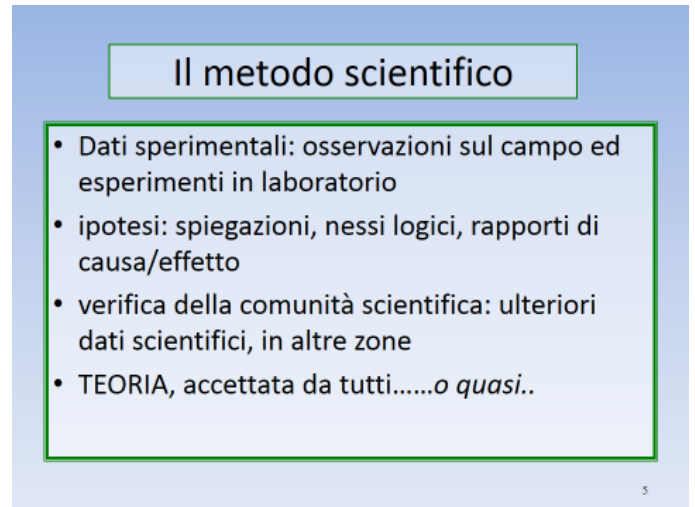 Il metodo scientifico
• Dati sperimentali: osservazioni sul campo ed
esperimenti in laboratorio
• ipotesi: spiegazioni, nessi logici, rapporti di
causa/effetto
• verifica della comunità scientifica: ulteriori
dati scientifici, in altre zone
• TEORIA, accettata da tutti……o quasi..
5